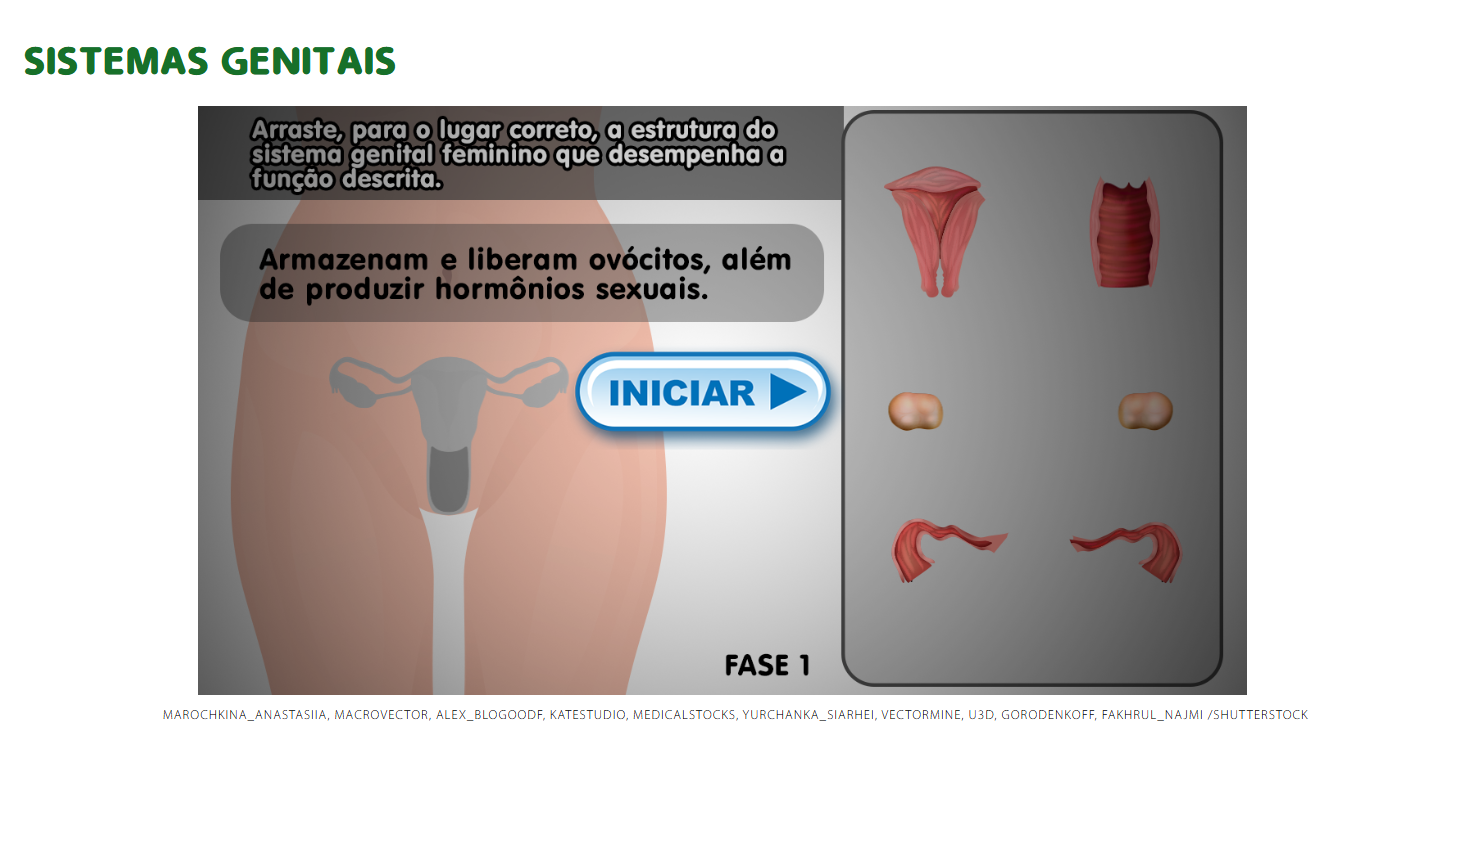 SISTEMAS GENITAIS
Arraste, para o lugar correto, a estrutura do
sistema genital feminino que desempenha a
função descrita.
Armazenam e liberam ovócitos, além
de produzir hormônios sexuais.
INICIAR
FASE 1
MAROCHKINA_ANASTASIIA, MACROVECTOR, ALEX_BLOGOODF, KATESTUDIO, MEDICALSTOCKS, YURCHANKA_SIARHEI, VECTORMINE, U3D, GORODENKOFF, FAKHRUL_NAJMI /SHUTTERSTOCK